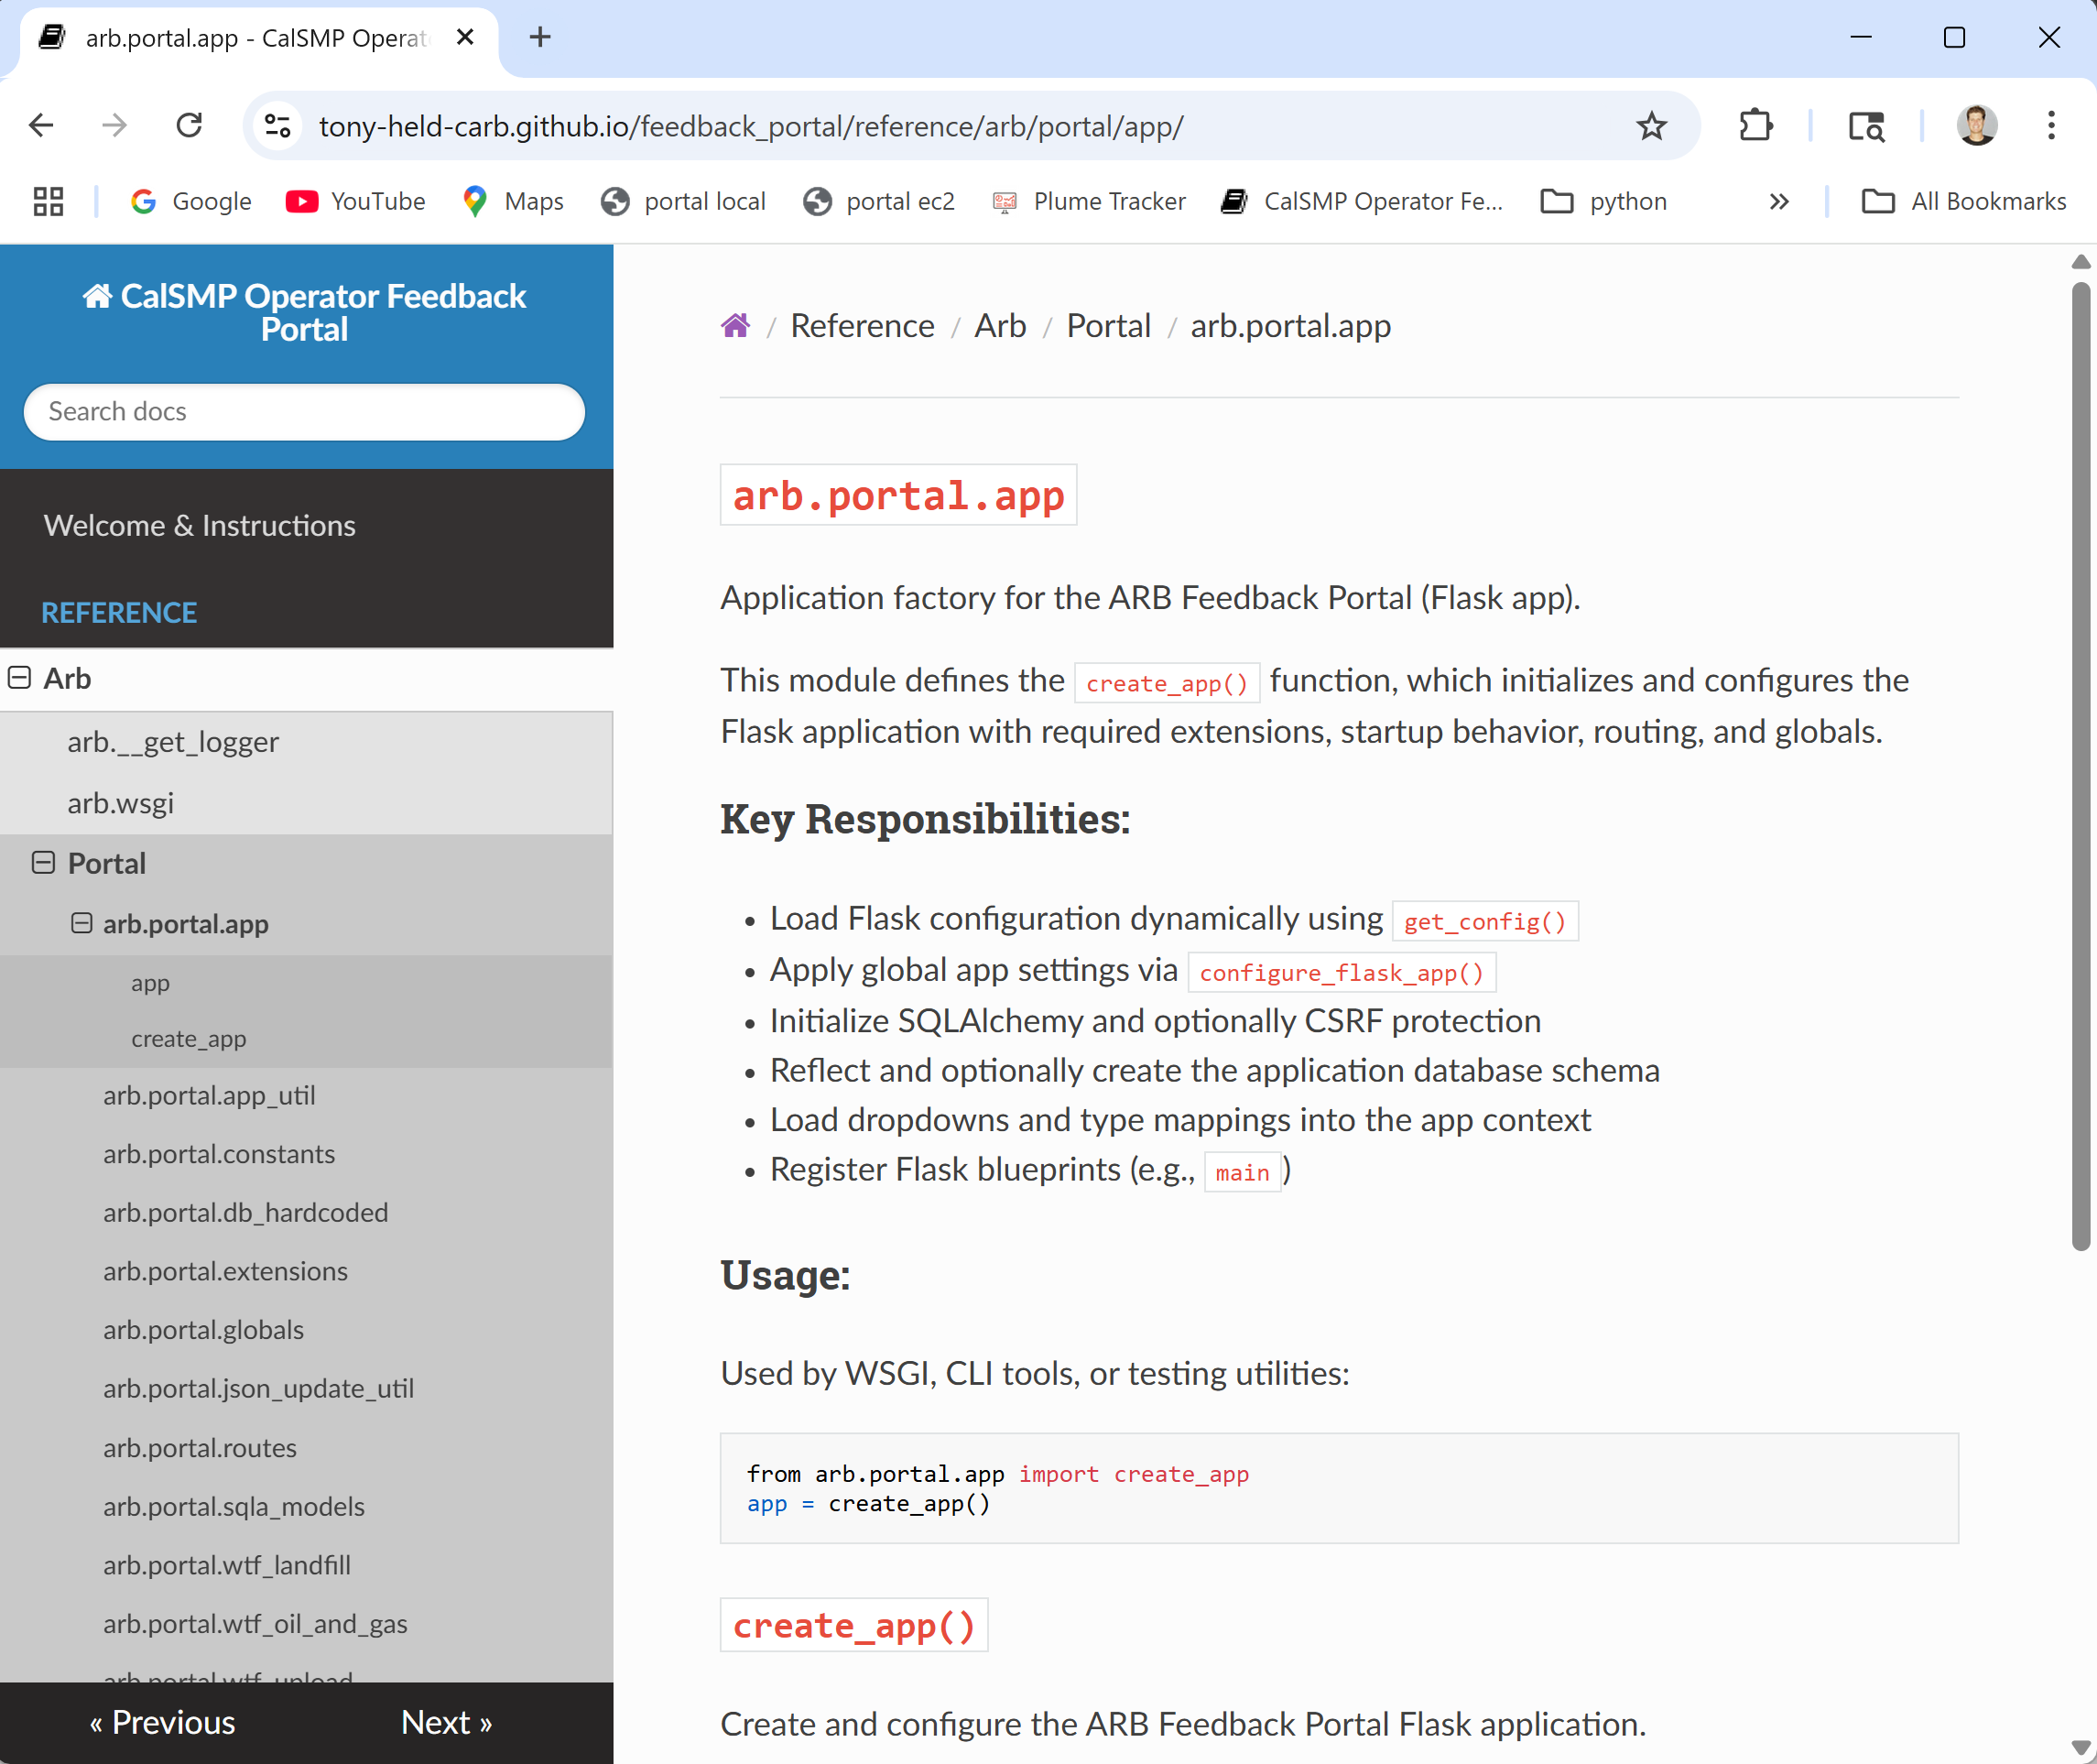 arb.portal.app - CalSMP Operat
tony-held-carb.github.io/feedback_portal/reference/arb/portal/app/
Google
YouTube
Maps
portal local
portal ec2
Plume Tracker
CalSMP Operator Fe...
python
»
All Bookmarks
CalSMP Operator Feedback
Portal
Search docs
Welcome & Instructions
REFERENCE
Arb
arb.__get_logger
arb.wsgi
Portal
arb.portal.app
app
create_app
arb.portal.app_util
arb.portal.constants
arb.portal.db_hardcoded
arb.portal.extensions
arb.portal.globals
arb.portal.json_update_util
arb.portal.routes
arb.portal.sqla_models
arb.portal.wtf_landfill
arb.portal.wtf_oil_and_gas
arb.portal.wtf_upload
« Previous
Next »
/ Reference / Arb / Portal / arb.portal.app
arb.portal.app
Application factory for the ARB Feedback Portal (Flask app).
This module defines the create_app() function, which initializes and configures the
Flask application with required extensions, startup behavior, routing, and globals.
Key Responsibilities:
• Load Flask configuration dynamically using get_config()
• Apply global app settings via configure_flask_app()
• Initialize SQLAlchemy and optionally CSRF protection
• Reflect and optionally create the application database schema
• Load dropdowns and type mappings into the app context
• Register Flask blueprints (e.g., main)
Usage:
Used by WSGI, CLI tools, or testing utilities:
from arb.portal.app import create_app
app = create_app()
create_app()
Create and configure the ARB Feedback Portal Flask application.